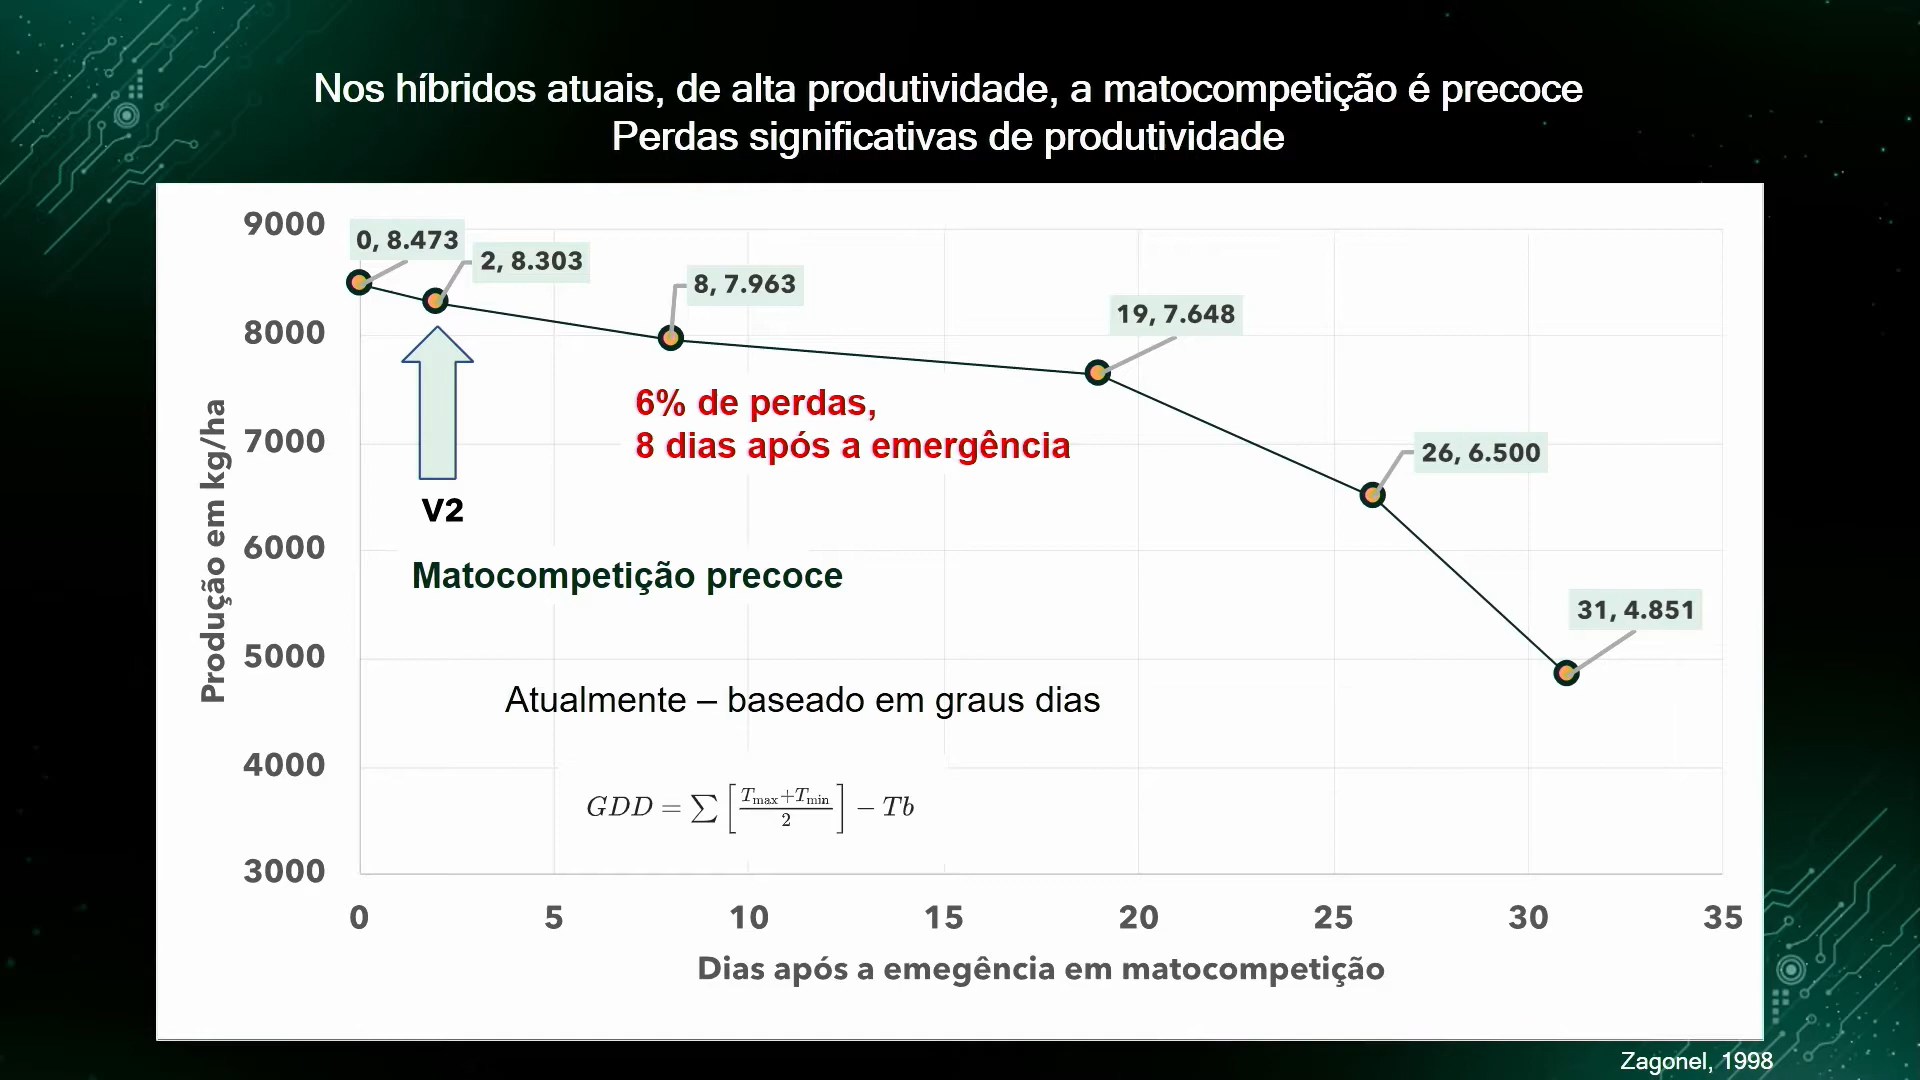 Nos híbridos atuais, de alta produtividade, a matocompetição é precoce
Perdas significativas de produtividade
9000
8000
7000
6000
5000
4000
3000
Produção em kg/ha
0, 8.473
2, 8.303
8, 7.963
19, 7.648
26, 6.500
31, 4.851
6% de perdas,
8 dias após a emergência
V2
Matocompetição precoce
Atualmente – baseado em graus dias
GDD = ∑ [Tmax+Tmin / 2] − Tb
0 5 10 15 20 25 30 35
Dias após a emegência em matocompetição
Zagonel, 1998